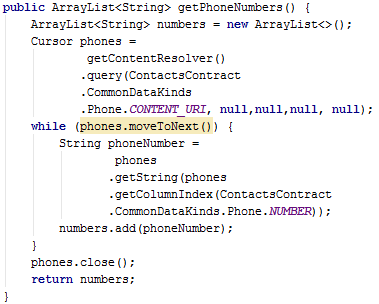 public ArrayList<String> getPhoneNumbers() {
ArrayList<String> numbers = new ArrayList<>();
Cursor phones =
getContentResolver()
.query(ContactsContract
.CommonDataKinds
.Phone.CONTENT_URI, null,null,null, null);
while (phones.moveToNext()) {
String phoneNumber =
phones
.getString(phones
.getColumnIndex(ContactsContract
.CommonDataKinds.Phone.NUMBER));
numbers.add(phoneNumber);
}
phones.close();
return numbers;
}